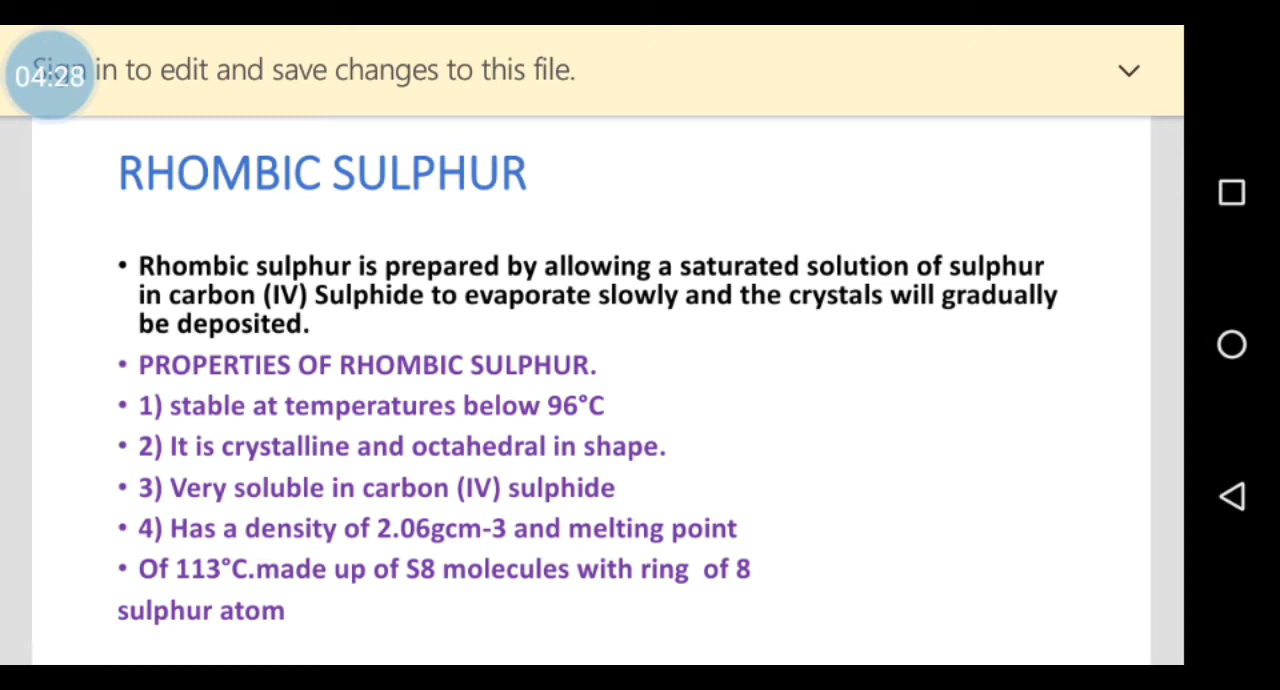 Sign in to edit and save changes to this file.
04:28
RHOMBIC SULPHUR
• Rhombic sulphur is prepared by allowing a saturated solution of sulphur
in carbon (IV) Sulphide to evaporate slowly and the crystals will gradually
be deposited.
• PROPERTIES OF RHOMBIC SULPHUR.
• 1) stable at temperatures below 96°C
• 2) It is crystalline and octahedral in shape.
• 3) Very soluble in carbon (IV) sulphide
• 4) Has a density of 2.06gcm-3 and melting point
• Of 113°C.made up of S8 molecules with ring of 8
sulphur atom